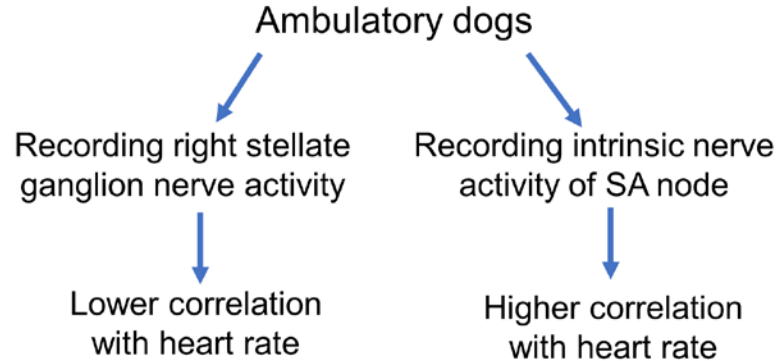 Ambulatory dogs
Recording right stellate
ganglion nerve activity
Recording intrinsic nerve
activity of SA node
Lower correlation
with heart rate
Higher correlation
with heart rate